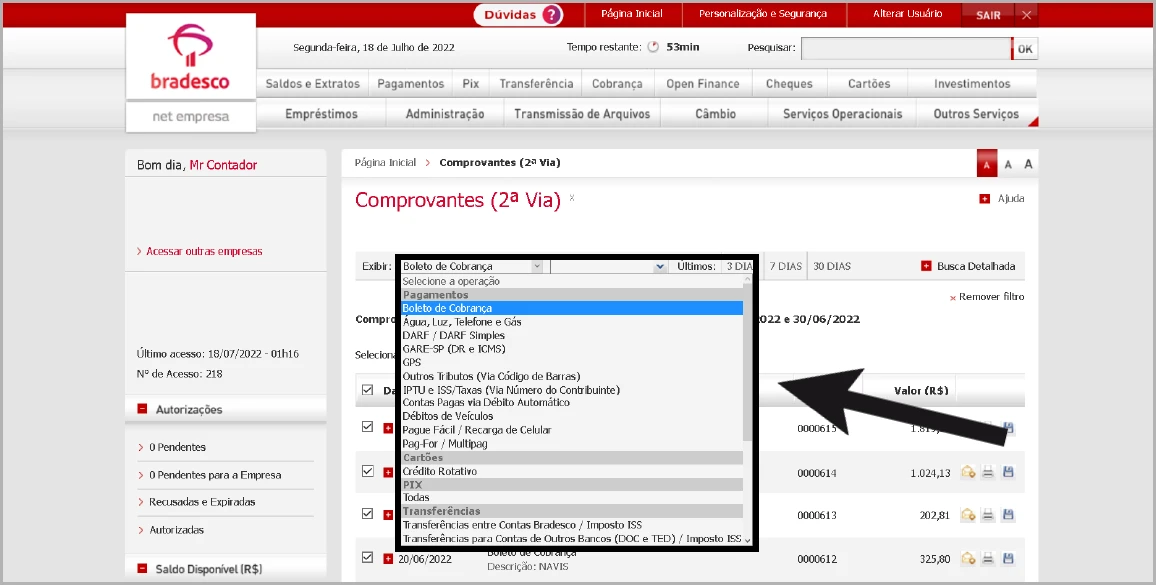 Dúvidas ?
Página Inicial
Personalização e Segurança
Alterar Usuário
SAIR
bradesco
net empresa
Segunda-feira, 18 de Julho de 2022
Tempo restante: 53min
Pesquisar:
OK
Saldos e Extratos
Pagamentos
Pix
Transferência
Cobrança
Open Finance
Cheques
Cartões
Investimentos
Empréstimos
Administração
Transmissão de Arquivos
Câmbio
Serviços Operacionais
Outros Serviços
Bom dia, Mr Contador
Acessar outras empresas
Último acesso: 18/07/2022 - 01h16
Nº de Acesso: 218
Autorizações
0 Pendentes
0 Pendentes para a Empresa
Recusadas e Expiradas
Autorizadas
Saldo Disponível (R$)
Página Inicial > Comprovantes (2ª Via)
A A A
Comprovantes (2ª Via) x
Ajuda
Exibir: Boleto de Cobrança
Últimos: 3 DIA
7 DIAS
30 DIAS
Busca Detalhada
Remover filtro
Selecione a operação
Pagamentos
Boleto de Cobrança
Água, Luz, Telefone e Gás
DARF / DARF Simples
GARE-SP (DR e ICMS)
GPS
Outros Tributos (Via Código de Barras)
IPTU e ISS/Taxas (Via Número do Contribuinte)
Contas Pagas via Débito Automático
Débitos de Veículos
Pague Fácil / Recarga de Celular
Pag-For / Multipag
Cartões
Crédito Rotativo
PIX
Todas
Transferências
Transferências entre Contas Bradesco / Imposto ISS
Transferências para Contas de Outros Bancos (DOC e TED) / Imposto ISS
Compro
022 e 30/06/2022
Seleciona
Da
Valor (R$)
0000615
0000614 1.024,13
0000613 202,81
20/06/2022 Boleto de Cobrança 0000612 325,80
Descrição: NAVIS